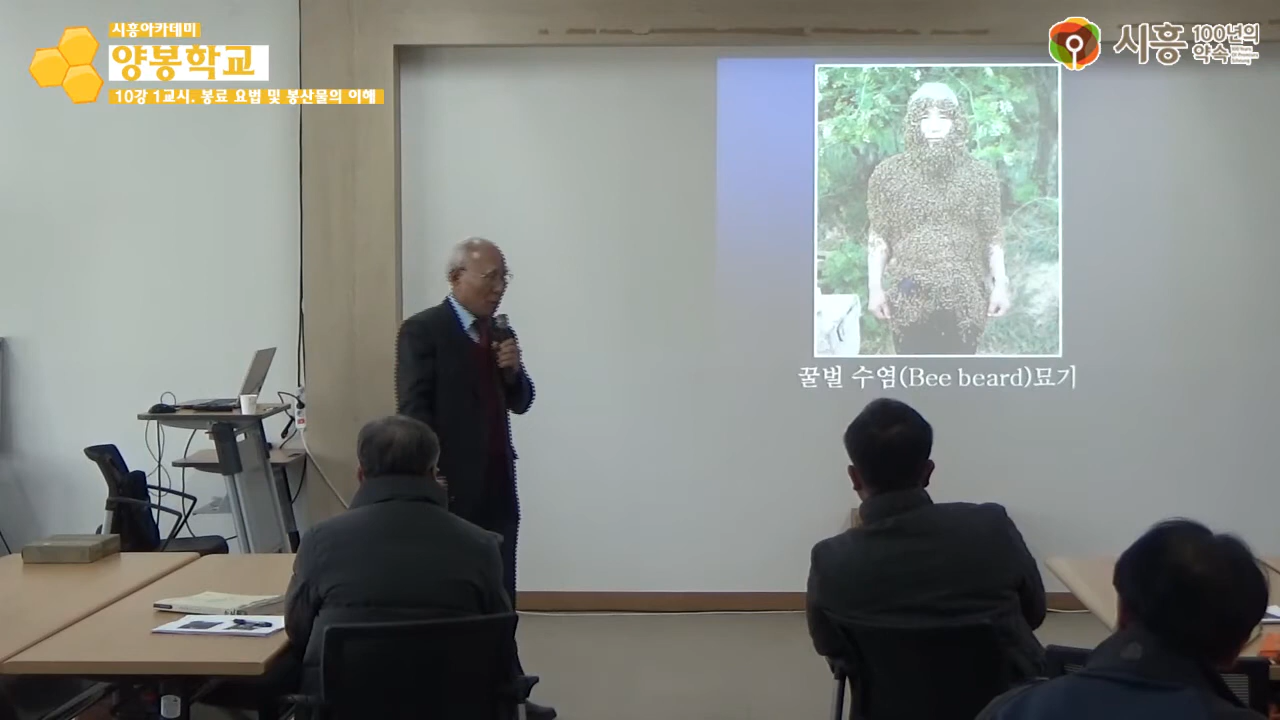 시흥아카데미
양봉학교
10강 1교시. 봉료 요법 및 봉산물의 이해
시흥 100년의 약속
꿀벌 수염(Bee beard)묘기